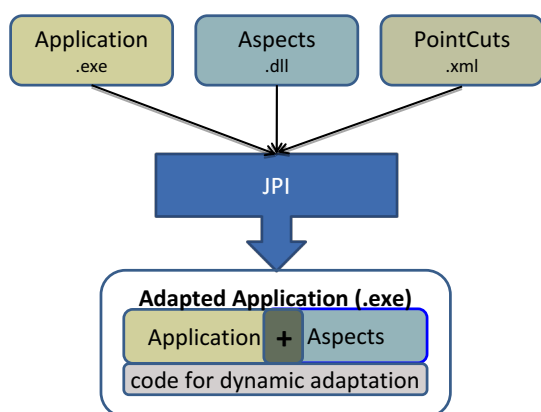 Application
.exe
Aspects
.dll
PointCuts
.xml
JPI
Adapted Application (.exe)
Application + Aspects
code for dynamic adaptation